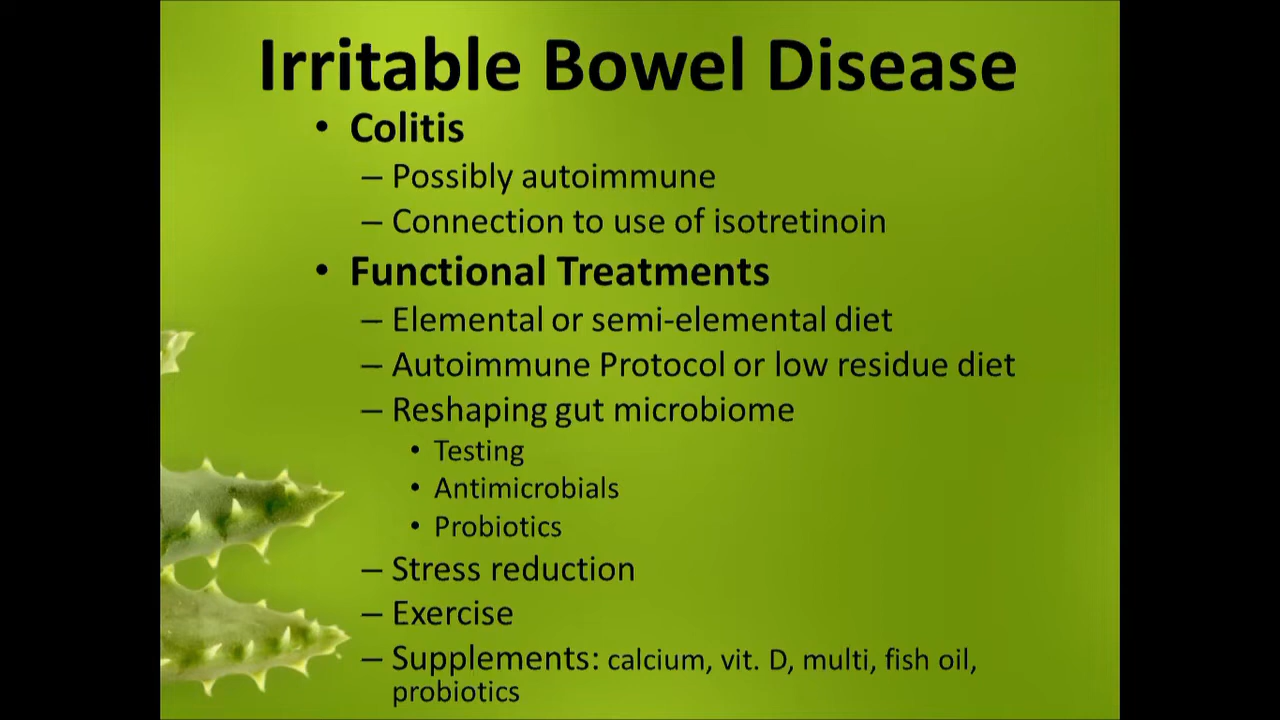 Irritable Bowel Disease
• Colitis
– Possibly autoimmune
– Connection to use of isotretinoin
• Functional Treatments
– Elemental or semi-elemental diet
– Autoimmune Protocol or low residue diet
– Reshaping gut microbiome
• Testing
• Antimicrobials
• Probiotics
– Stress reduction
– Exercise
– Supplements: calcium, vit. D, multi, fish oil,
probiotics